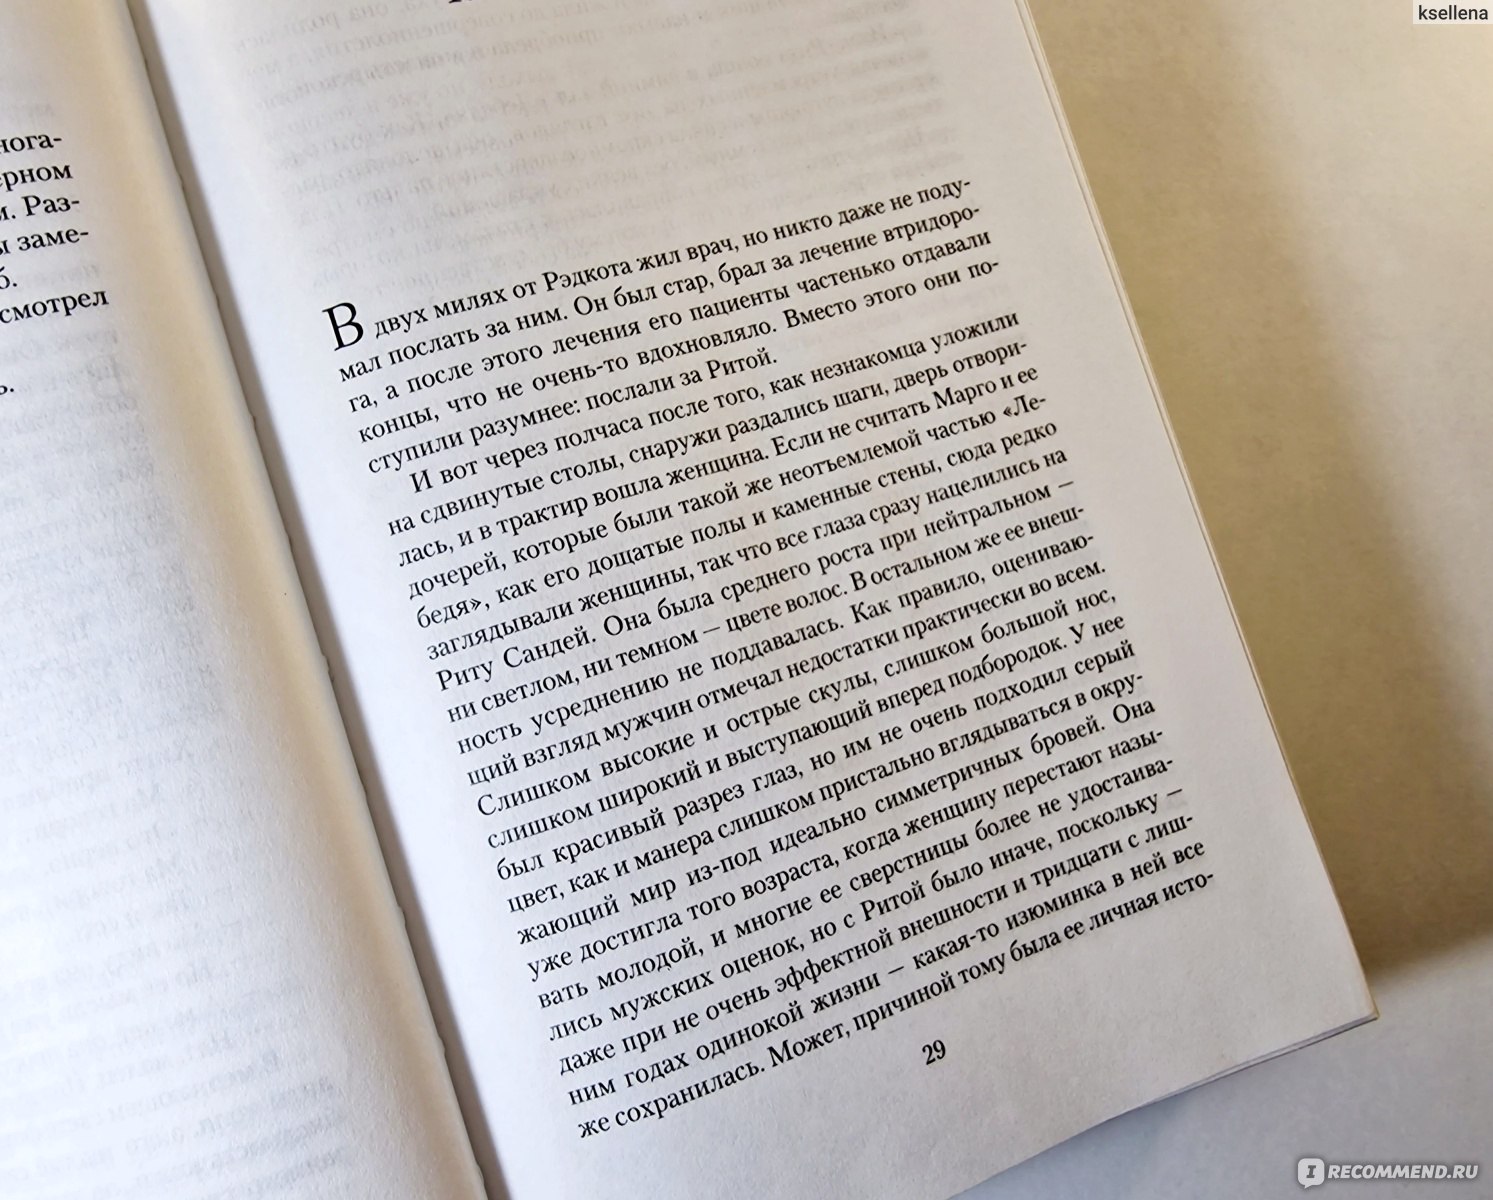 ksellena
нога-
ерном
и. Раз-
ы заме-
б.
смотрел
ь.
В двух милях от Рэдкота жил врач, но никто даже не поду-
мал послать за ним. Он был стар, брал за лечение втридоро-
га, а после этого лечения его пациенты частенько отдавали
концы, что не очень-то вдохновляло. Вместо этого они по-
ступили разумнее: послали за Ритой.
И вот через полчаса после того, как незнакомца уложили
на сдвинутые столы, снаружи раздались шаги, дверь отвори-
лась, и в трактир вошла женщина. Если не считать Марго и ее
дочерей, которые были такой же неотъемлемой частью «Ле-
бедя», как его дощатые полы и каменные стены, сюда редко
заглядывали женщины, так что все глаза сразу нацелились на
Риту Сандей. Она была среднего роста при нейтральном —
ни светлом, ни темном — цвете волос. В остальном же ее внеш-
ность усреднению не поддавалась. Как правило, оцениваю-
щий взгляд мужчин отмечал недостатки практически во всем.
Слишком высокие и острые скулы, слишком большой нос,
слишком широкий и выступающий вперед подбородок. У нее
был красивый разрез глаз, но им не очень подходил серый
цвет, как и манера слишком пристально вглядываться в окру-
жающий мир из-под идеально симметричных бровей. Она
уже достигла того возраста, когда женщину перестают назы-
вать молодой, и многие ее сверстницы более не удостаива-
лись мужских оценок, но с Ритой было иначе, поскольку —
даже при не очень эффектной внешности и тридцати с лиш-
ним годах одинокой жизни — какая-то изюминка в ней все
же сохранилась. Может, причиной тому была ее личная исто-
29
IRECOMMEND.RU